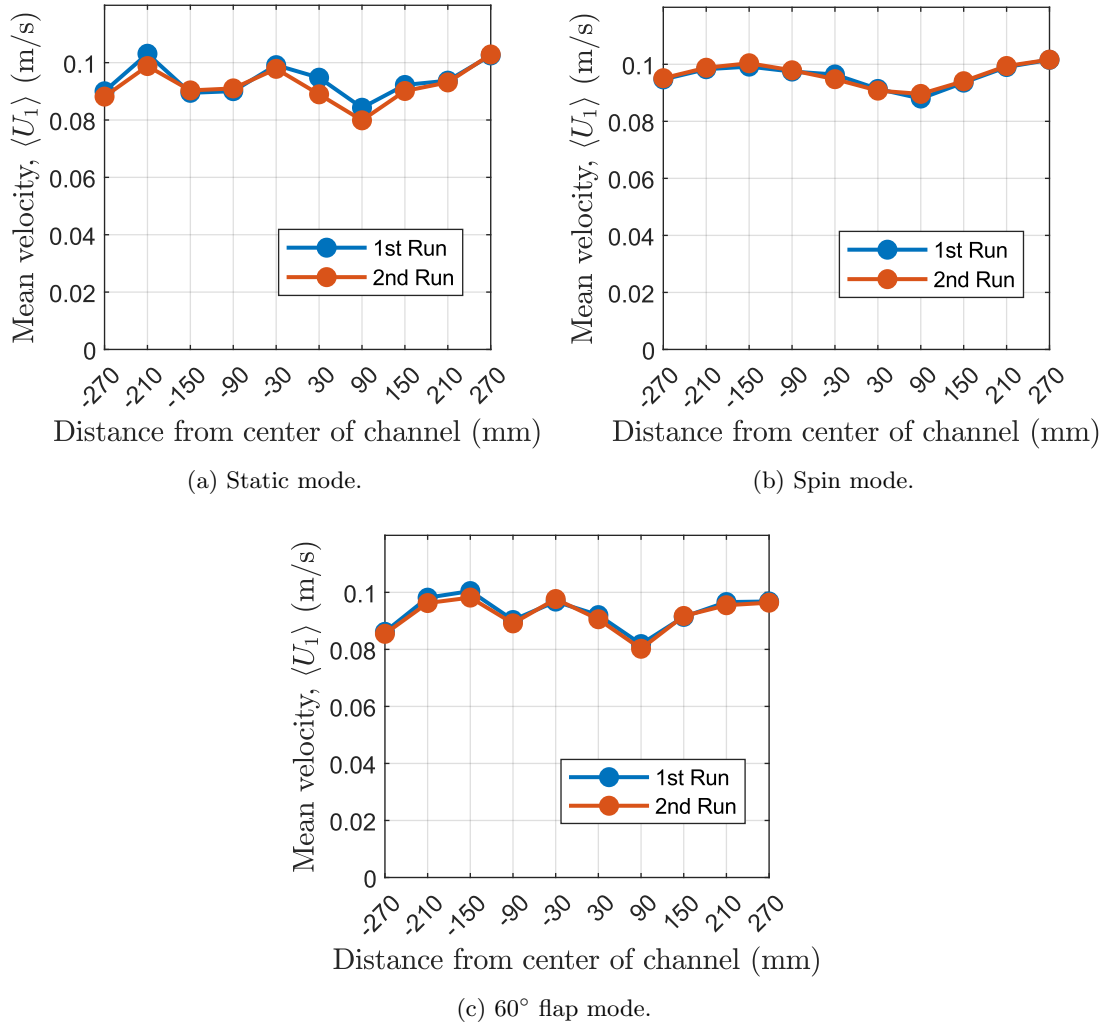 Mean velocity, ⟨U₁⟩ (m/s)
0.1
0.08
0.06
0.04
0.02
0
1st Run
2nd Run
-270 -210 -150 -90 -30 30 90 150 210 270
Distance from center of channel (mm)
(a) Static mode.
Mean velocity, ⟨U₁⟩ (m/s)
0.1
0.08
0.06
0.04
0.02
0
1st Run
2nd Run
-270 -210 -150 -90 -30 30 90 150 210 270
Distance from center of channel (mm)
(b) Spin mode.
Mean velocity, ⟨U₁⟩ (m/s)
0.1
0.08
0.06
0.04
0.02
0
1st Run
2nd Run
-270 -210 -150 -90 -30 30 90 150 210 270
Distance from center of channel (mm)
(c) 60° flap mode.